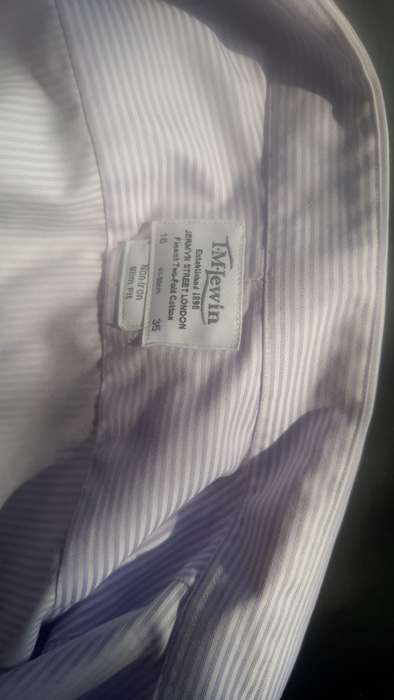 T·M·Lewin
Established 1898
JERMYN STREET LONDON
Finest Two-Fold Cotton
16 35
Non-Iron
Slim Fit